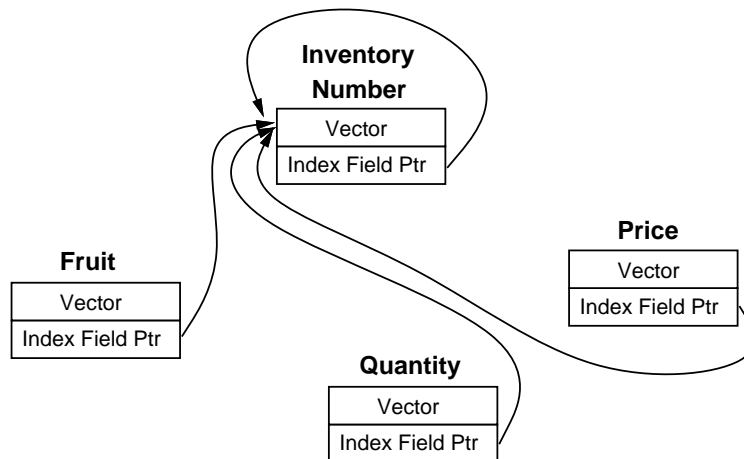 Inventory
Number
Vector
Index Field Ptr
Fruit
Vector
Index Field Ptr
Price
Vector
Index Field Ptr
Quantity
Vector
Index Field Ptr